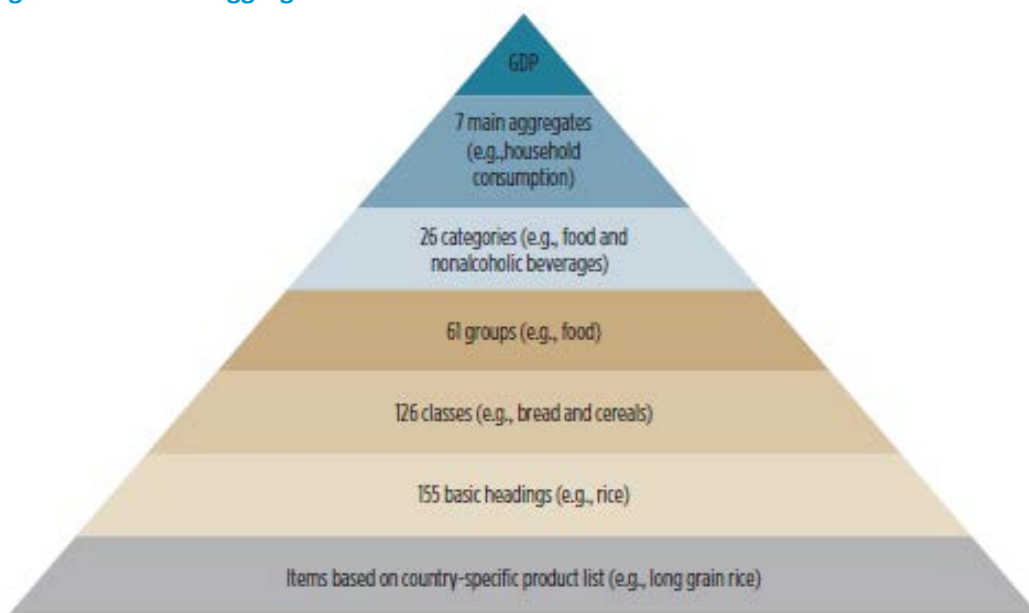 GDP
7 main aggregates
(e.g.,household
consumption)
26 categories (e.g., food and
nonalcoholic beverages)
61 groups (e.g., food)
126 classes (e.g., bread and cereals)
155 basic headings (e.g., rice)
Items based on country-specific product list (e.g., long grain rice)